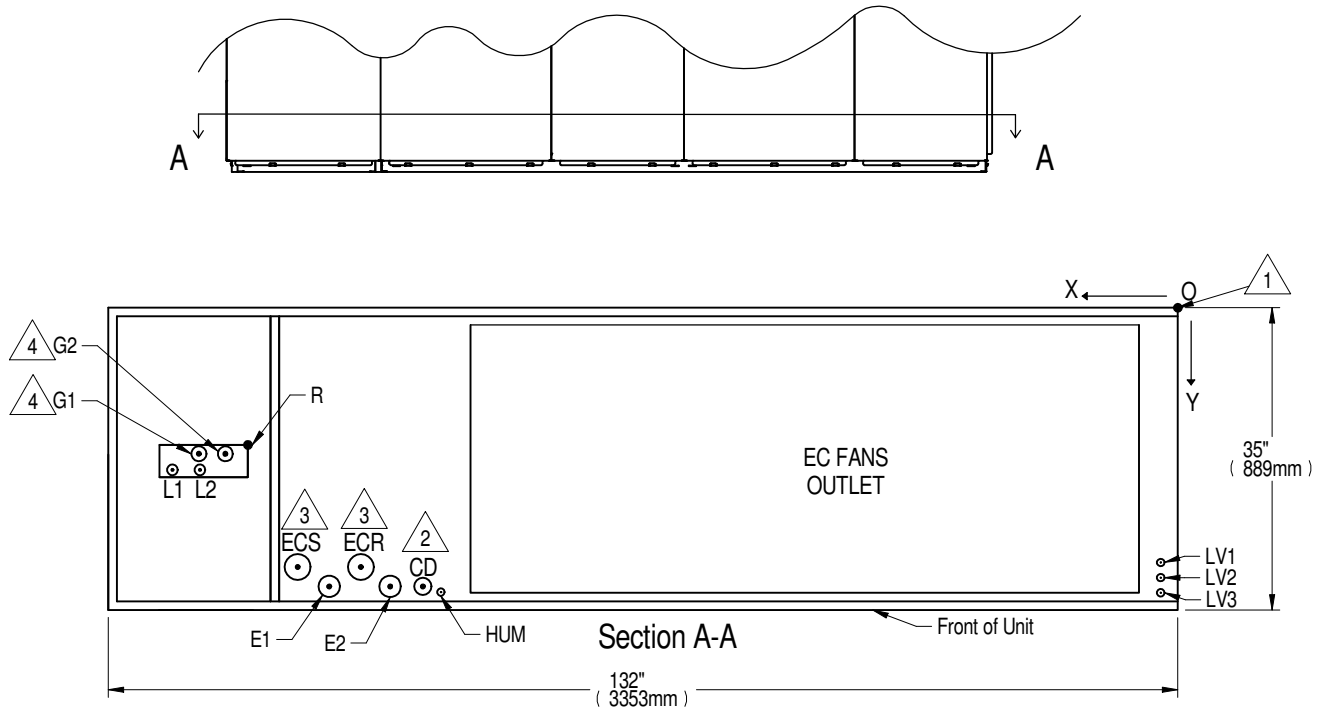 A A
1
X O
4 G2
4 G1
R
Y
L1 L2
EC FANS
OUTLET
35"
( 889mm )
3 3 2
ECS ECR CD
LV1
LV2
LV3
E1 E2 HUM
Section A-A
Front of Unit
132"
( 3353mm )